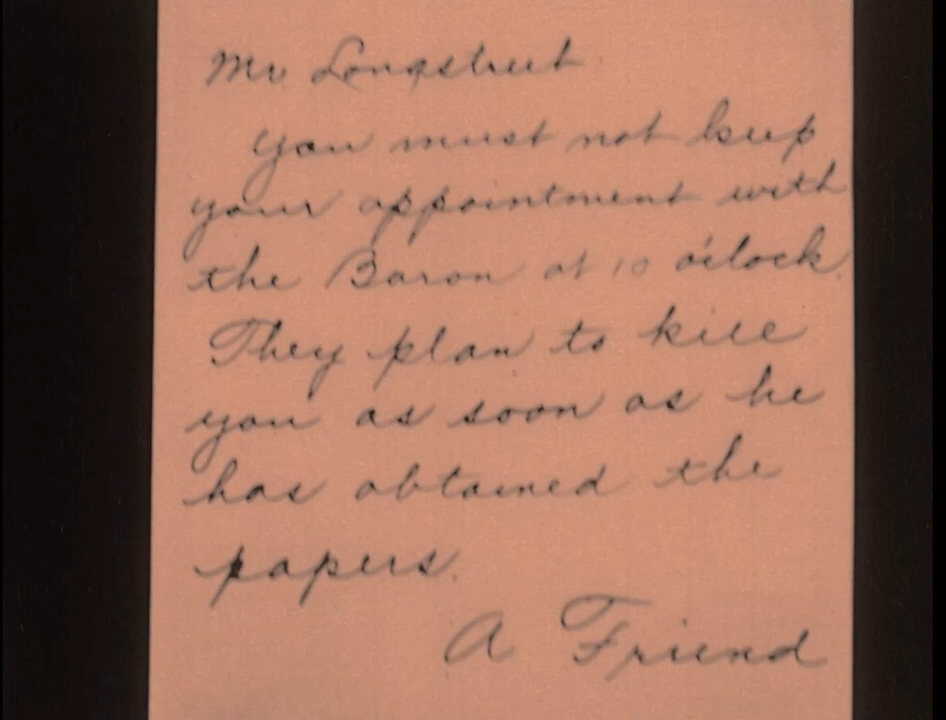 Mr Longstreet
You must not keep
your appointment with
the Baron at 10 o'clock.
They plan to kill
you as soon as he
has obtained the
papers.
A Friend